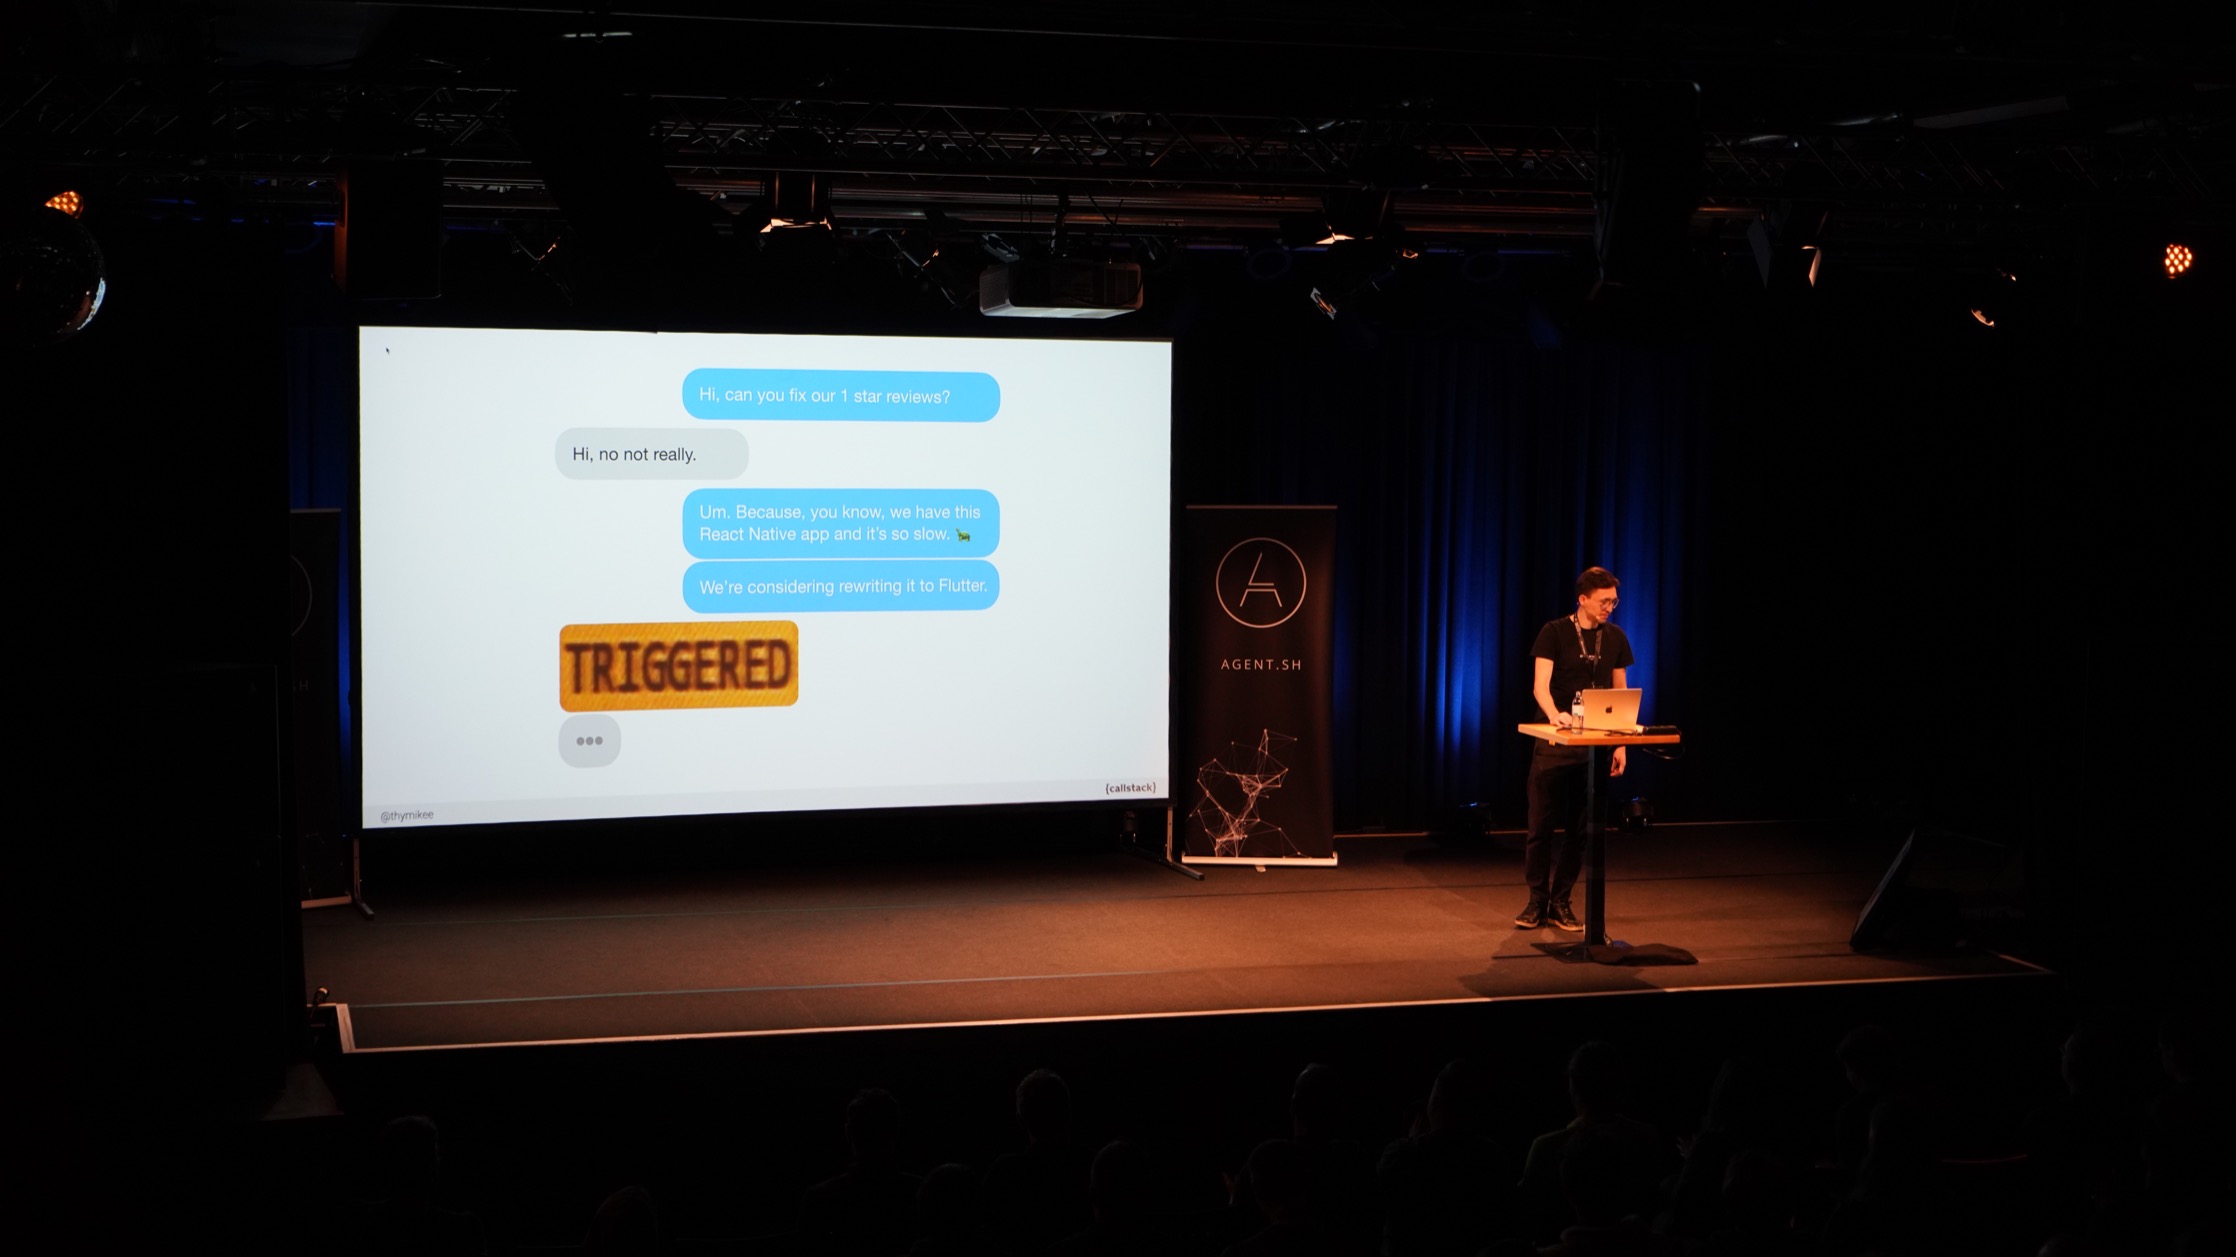 Hi, can you fix our 1 star reviews?
Hi, no not really.
Um. Because, you know, we have this
React Native app and it's so slow. 🐛
We're considering rewriting it to Flutter.
TRIGGERED
@thymikee
{callstack}
AGENT.SH